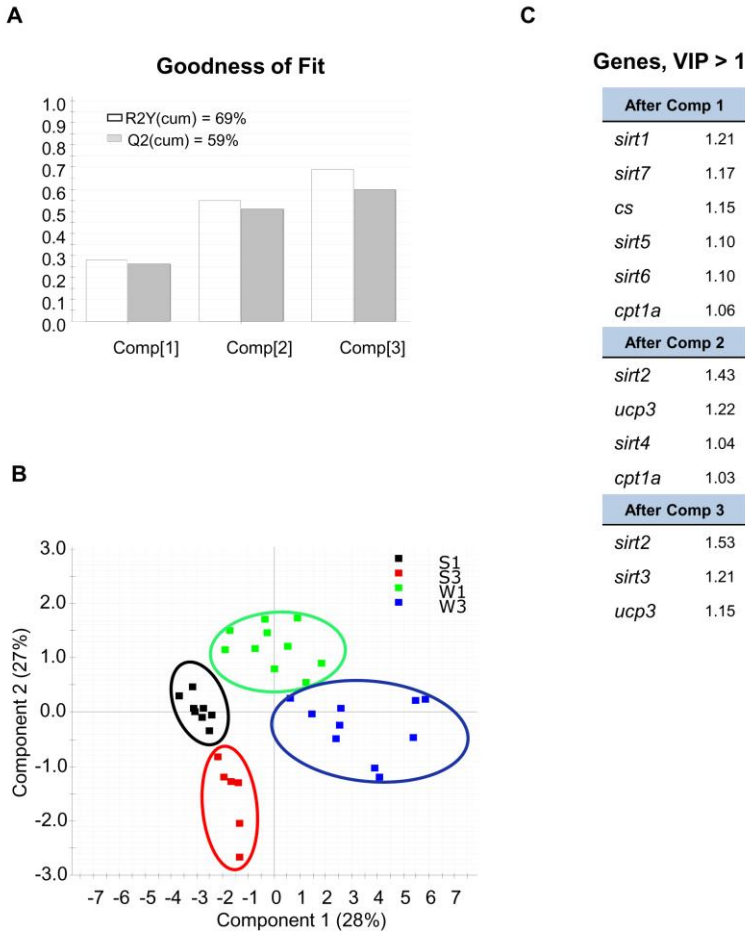 A
Goodness of Fit
1.0
0.9
0.8
0.7
0.6
0.5
0.4
0.3
0.2
0.1
0.0
R2Y(cum) = 69%
Q2(cum) = 59%
Comp[1] Comp[2] Comp[3]
B
3.0
2.0
1.0
0.0
-1.0
-2.0
-3.0
Component 2 (27%)
S1
S3
W1
W3
-7 -6 -5 -4 -3 -2 -1 0 1 2 3 4 5 6 7
Component 1 (28%)
C
Genes, VIP > 1
After Comp 1
sirt1 1.21
sirt7 1.17
cs 1.15
sirt5 1.10
sirt6 1.10
cpt1a 1.06
After Comp 2
sirt2 1.43
ucp3 1.22
sirt4 1.04
cpt1a 1.03
After Comp 3
sirt2 1.53
sirt3 1.21
ucp3 1.15